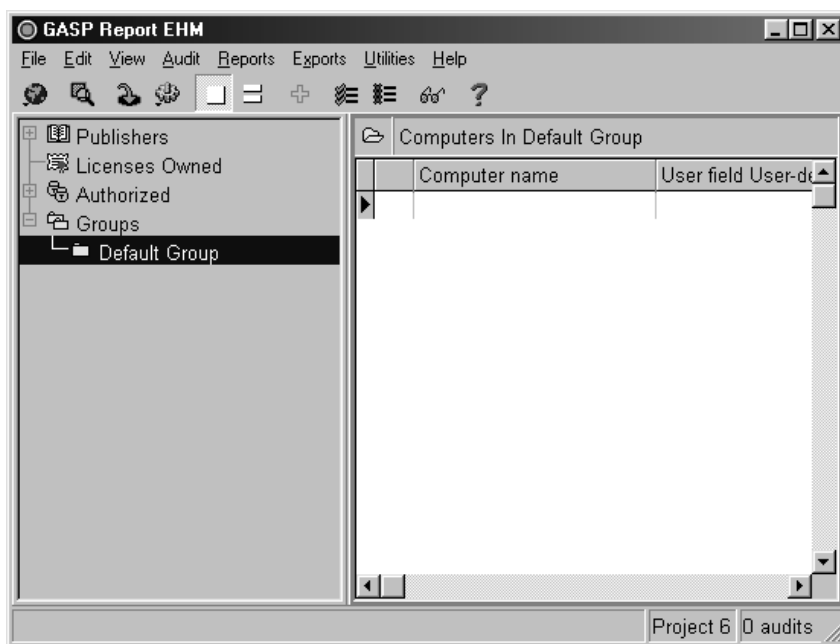 GASP Report EHM
File Edit View Audit Reports Exports Utilities Help
Publishers
Licenses Owned
Authorized
Groups
Default Group
Computers In Default Group
Computer name User field User-de
Project 6 0 audits